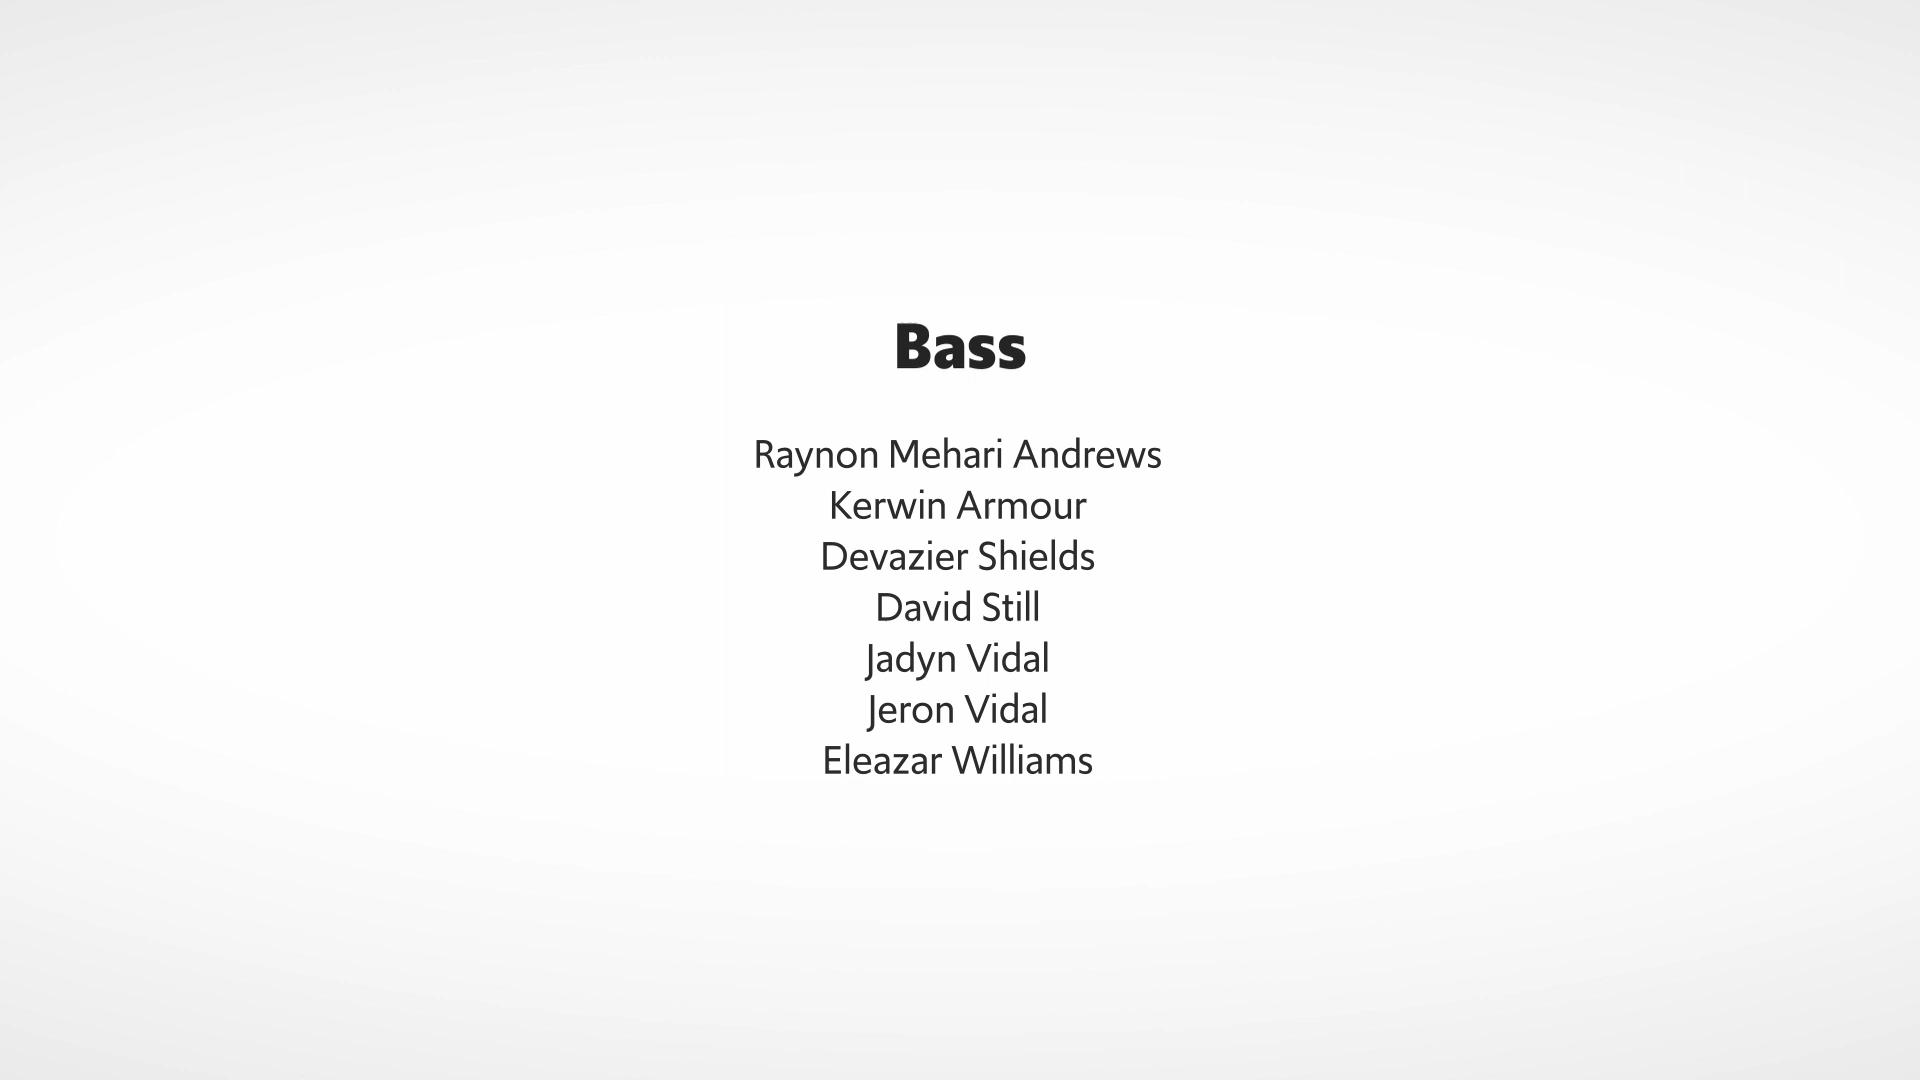 Bass
Raynon Mehari Andrews
Kerwin Armour
Devazier Shields
David Still
Jadyn Vidal
Jeron Vidal
Eleazar Williams